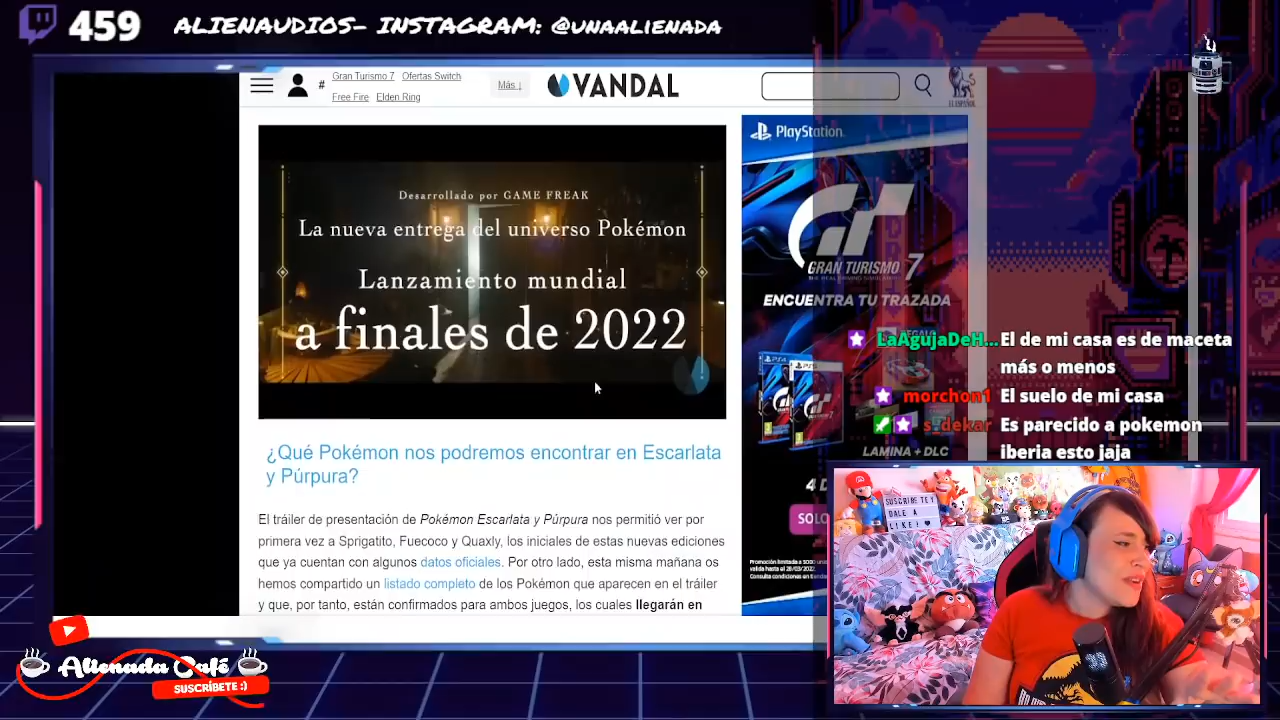 459
ALIENAUDIOS- INSTAGRAM: @UNAALIENADA
#
Gran Turismo 7 Ofertas Switch
Free Fire Elden Ring
Más ↓
VANDAL
EL ESPAÑOL
Desarrollado por GAME FREAK
La nueva entrega del universo Pokémon
Lanzamiento mundial
a finales de 2022
¿Qué Pokémon nos podremos encontrar en Escarlata
y Púrpura?
El tráiler de presentación de Pokémon Escarlata y Púrpura nos permitió ver por
primera vez a Sprigatito, Fuecoco y Quaxly, los iniciales de estas nuevas ediciones
que ya cuentan con algunos datos oficiales. Por otro lado, esta misma mañana os
hemos compartido un listado completo de los Pokémon que aparecen en el tráiler
y que, por tanto, están confirmados para ambos juegos, los cuales llegarán en
PlayStation
GRAN TURISMO 7
ENCUENTRA TU TRAZADA
PS4
PS5
LAMINA + DLC
4 D
SOLO
LaAgujaDeH... El de mi casa es de maceta
más o menos
morchon1 El suelo de mi casa
s_dekar Es parecido a pokemon
iberia esto jaja
SUSCRIBETE Y
DALE A
LIKE!
Alienada Café
SUSCRÍBETE :)